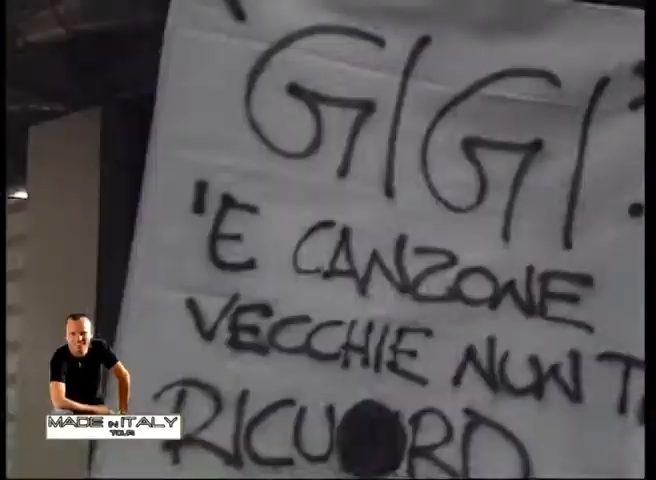 'GIGI:
'E CANZONE
VECCHIE NUN
RICUORD
MADE IN ITALY
TOUR